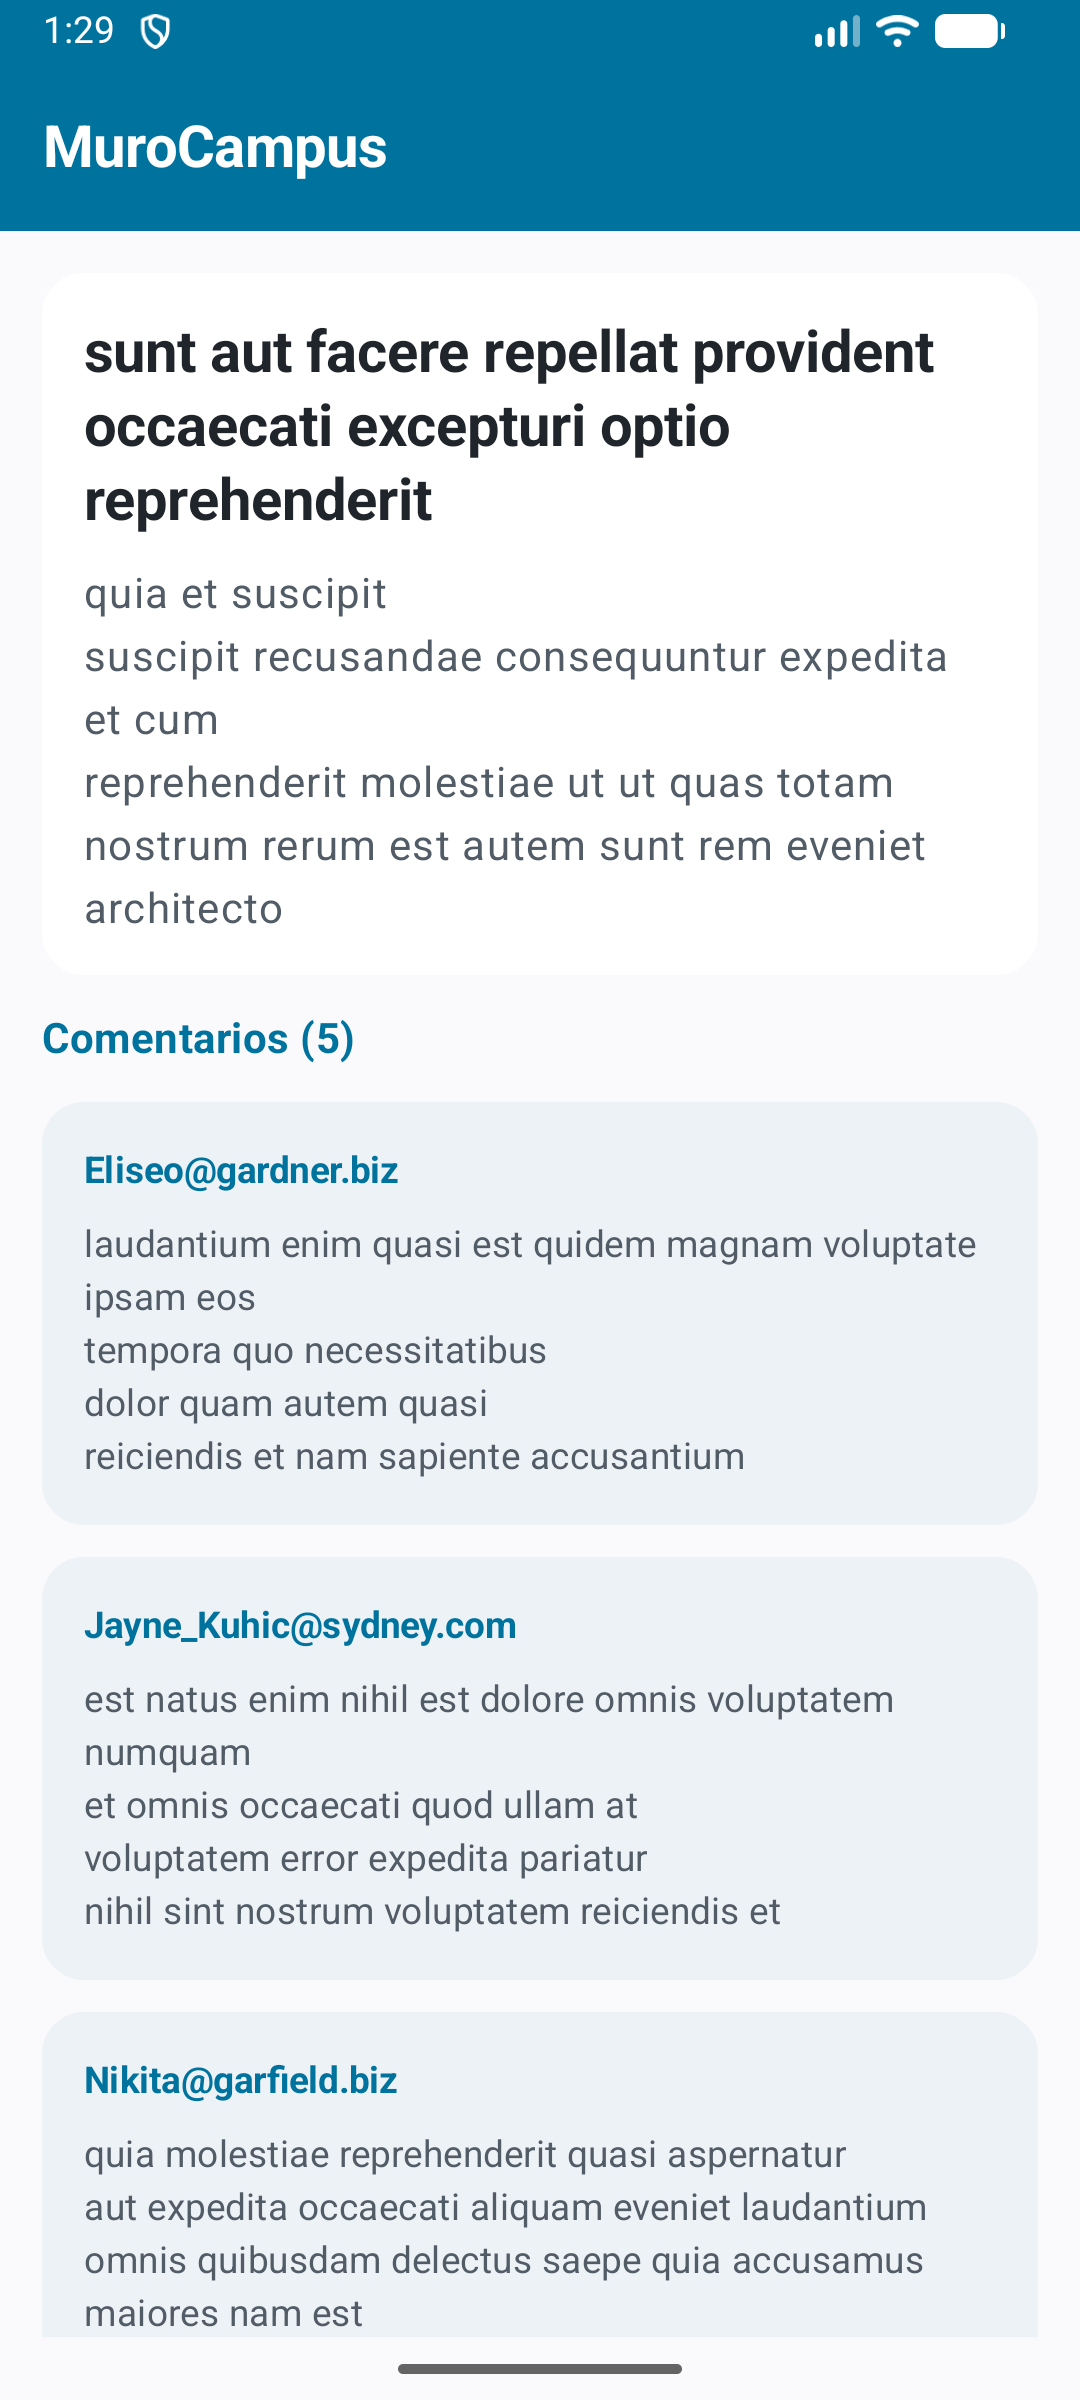 1:29
MuroCampus
sunt aut facere repellat provident
occaecati excepturi optio
reprehenderit
quia et suscipit
suscipit recusandae consequuntur expedita
et cum
reprehenderit molestiae ut ut quas totam
nostrum rerum est autem sunt rem eveniet
architecto
Comentarios (5)
Eliseo@gardner.biz
laudantium enim quasi est quidem magnam voluptate
ipsam eos
tempora quo necessitatibus
dolor quam autem quasi
reiciendis et nam sapiente accusantium
Jayne_Kuhic@sydney.com
est natus enim nihil est dolore omnis voluptatem
numquam
et omnis occaecati quod ullam at
voluptatem error expedita pariatur
nihil sint nostrum voluptatem reiciendis et
Nikita@garfield.biz
quia molestiae reprehenderit quasi aspernatur
aut expedita occaecati aliquam eveniet laudantium
omnis quibusdam delectus saepe quia accusamus
maiores nam est